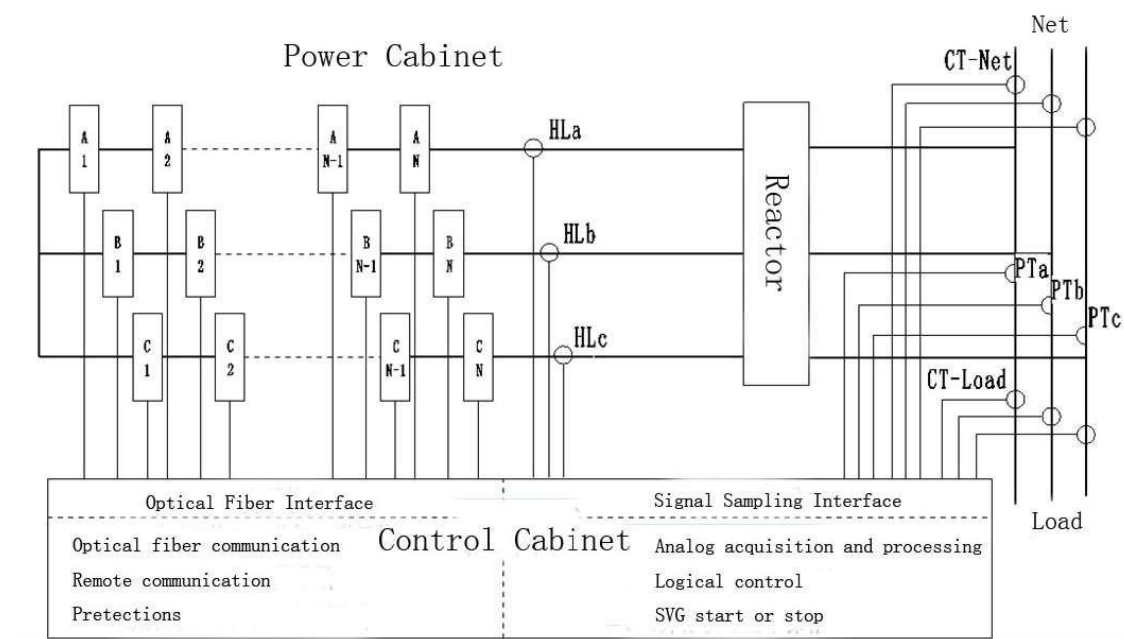 Net
Power Cabinet
CT-Net
A 1
A 2
A N-1
A N
HLa
Reactor
B 1
B 2
B N-1
B N
HLb
PTa
PTb
PTc
C 1
C 2
C N-1
C N
HLc
CT-Load
Optical Fiber Interface
Signal Sampling Interface
Load
Control Cabinet
Optical fiber communication
Analog acquisition and processing
Remote communication
Logical control
Pretections
SVG start or stop